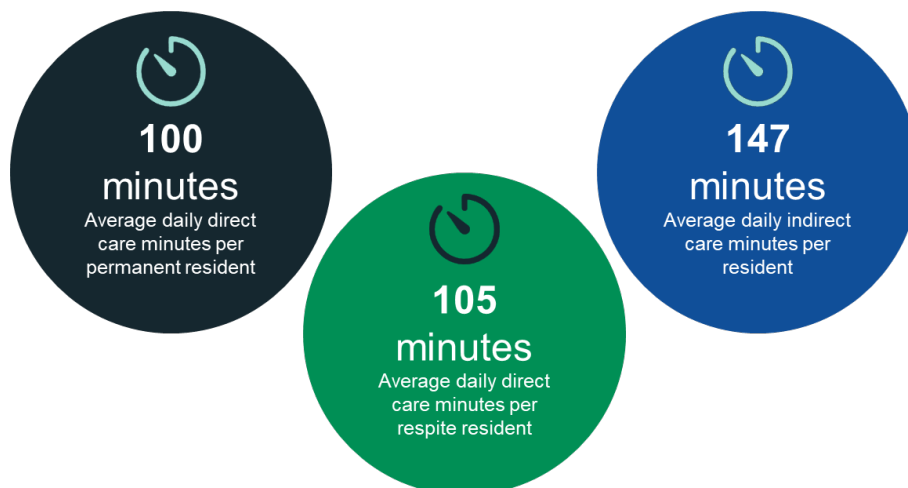 100
minutes
Average daily direct
care minutes per
permanent resident
105
minutes
Average daily direct
care minutes per
respite resident
147
minutes
Average daily indirect
care minutes per
resident